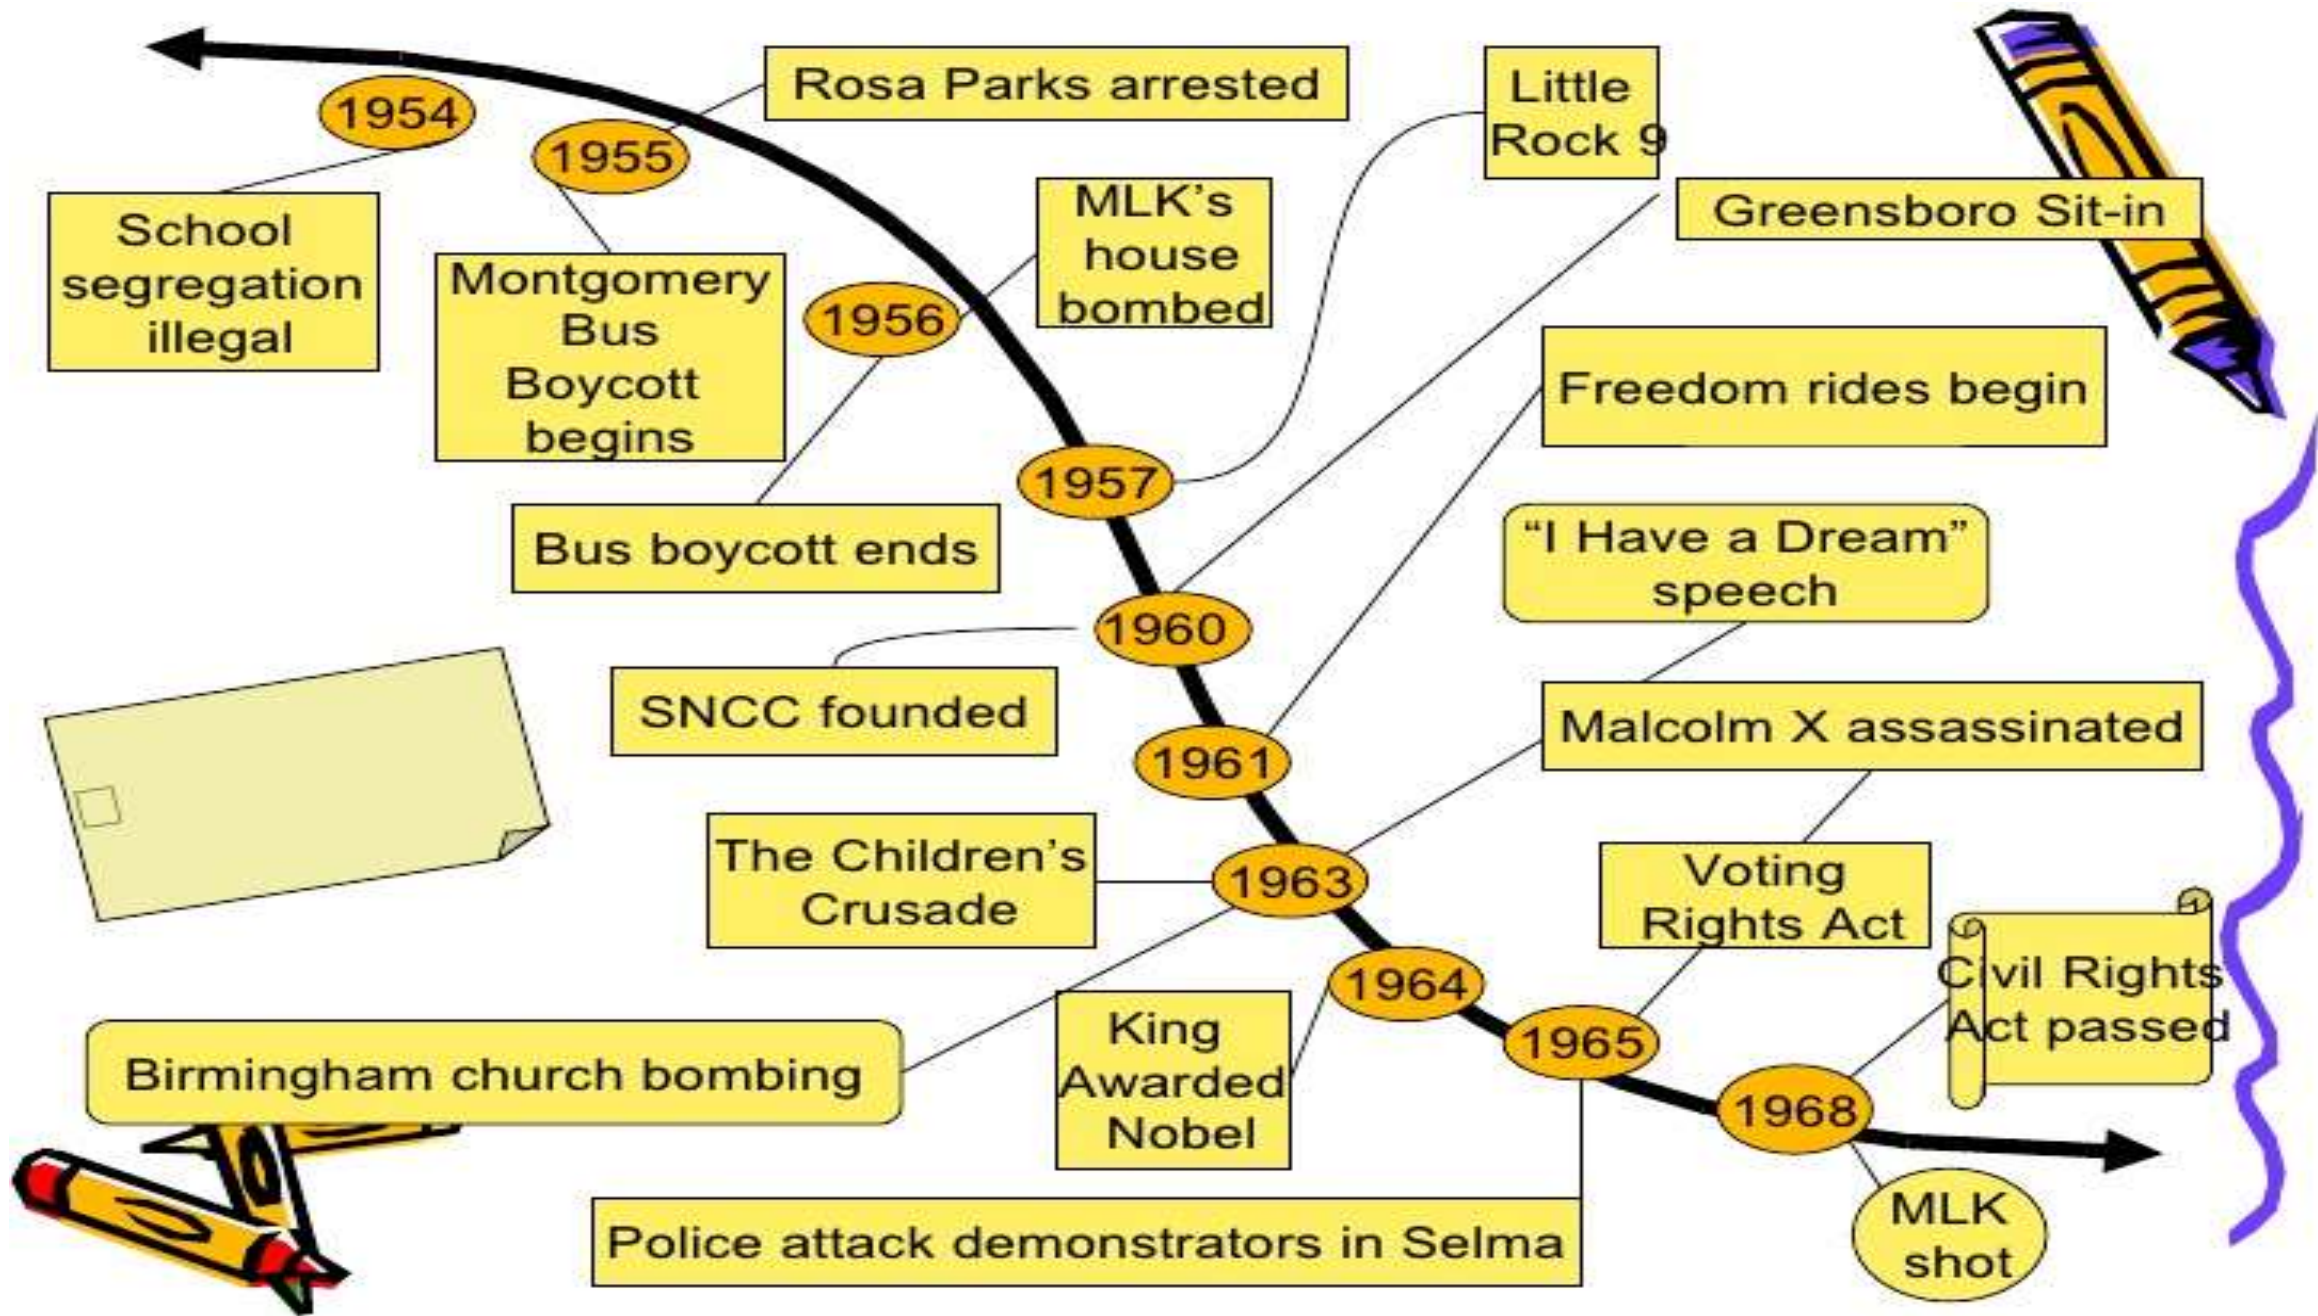 1954
School
segregation
illegal
1955
Rosa Parks arrested
Montgomery
Bus
Boycott
begins
1956
MLK’s
house
bombed
Bus boycott ends
1957
Little
Rock 9
1960
Greensboro Sit-in
SNCC founded
1961
Freedom rides begin
1963
“I Have a Dream”
speech
The Children’s
Crusade
Birmingham church bombing
1964
King
Awarded
Nobel
1965
Malcolm X assassinated
Voting
Rights Act
Police attack demonstrators in Selma
1968
Civil Rights
Act passed
MLK
shot